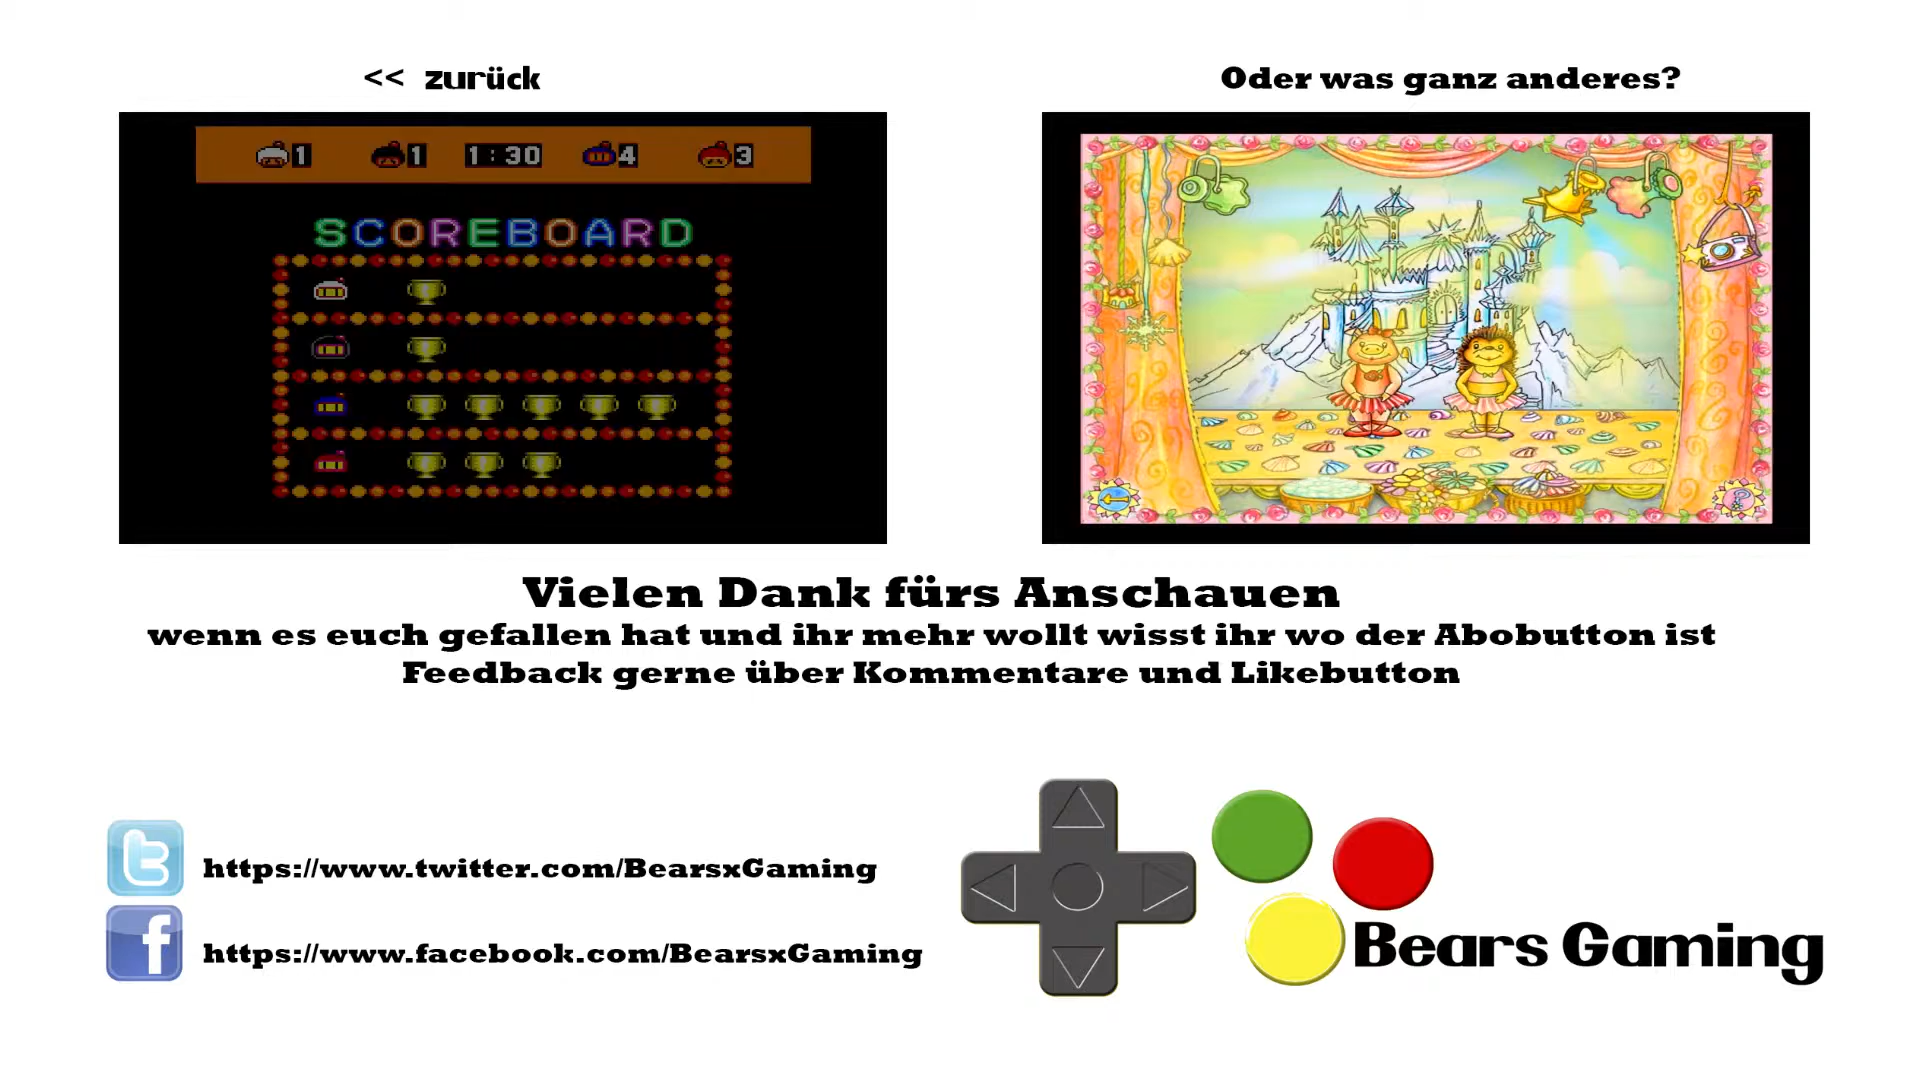 << zurück
Oder was ganz anderes?
1 1 1:30 4 3
SCOREBOARD
Vielen Dank fürs Anschauen
wenn es euch gefallen hat und ihr mehr wollt wisst ihr wo der Abobutton ist
Feedback gerne über Kommentare und Likebutton
https://www.twitter.com/BearsxGaming
https://www.facebook.com/BearsxGaming
Bears Gaming